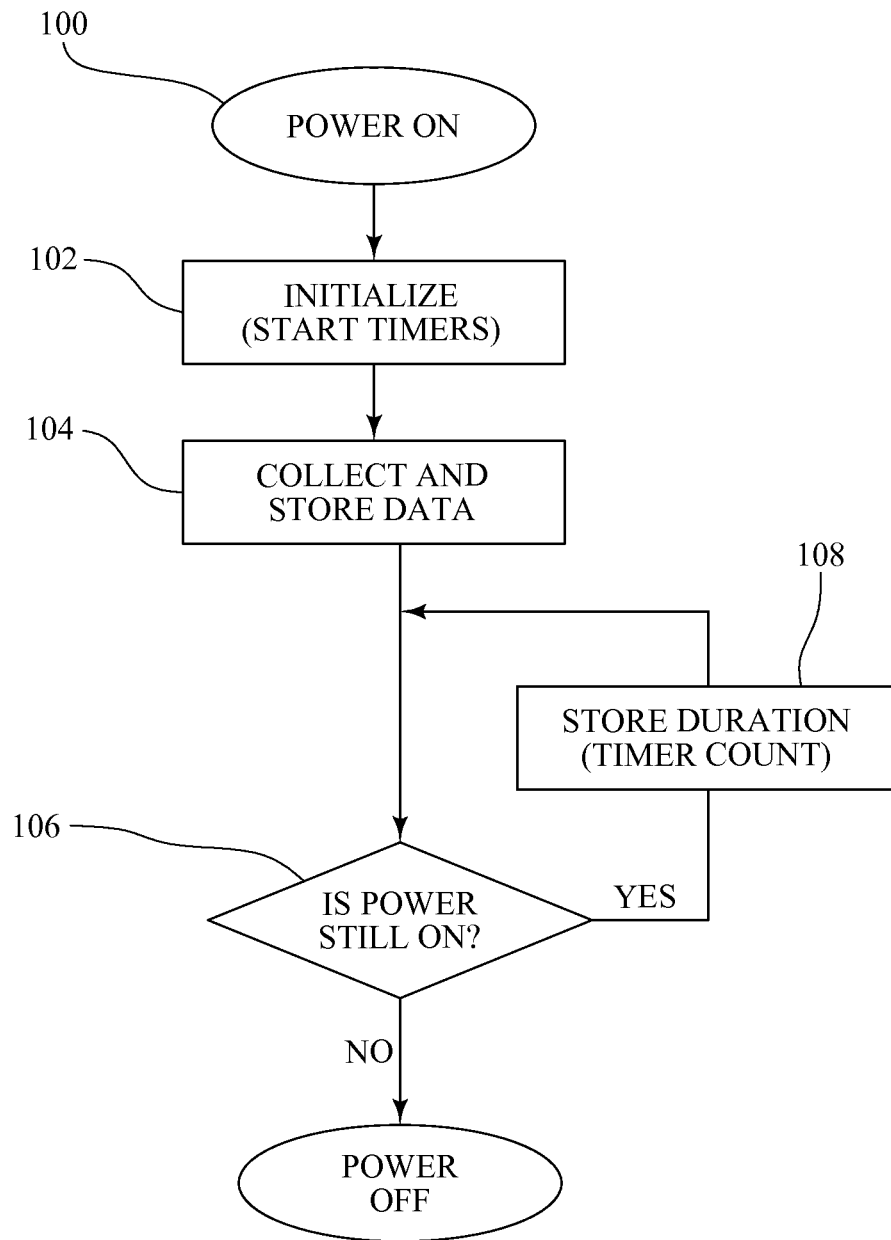 100
POWER ON
102
INITIALIZE
(START TIMERS)
104
COLLECT AND
STORE DATA
108
STORE DURATION
(TIMER COUNT)
106
IS POWER
STILL ON?
YES
NO
POWER
OFF